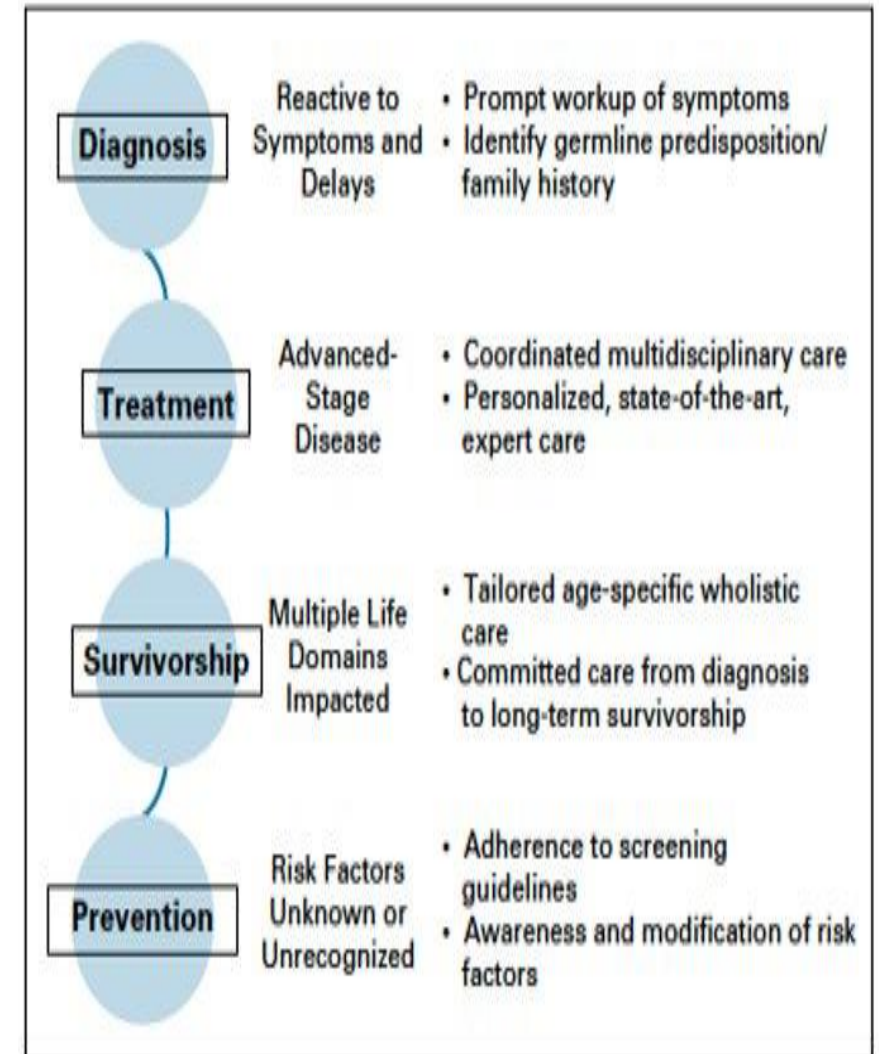 Diagnosis
Reactive to
Symptoms and
Delays
• Prompt workup of symptoms
• Identify germline predisposition/
family history
Treatment
Advanced-
Stage
Disease
• Coordinated multidisciplinary care
• Personalized, state-of-the-art,
expert care
Survivorship
Multiple Life
Domains
Impacted
• Tailored age-specific wholistic
care
• Committed care from diagnosis
to long-term survivorship
Prevention
Risk Factors
Unknown or
Unrecognized
• Adherence to screening
guidelines
• Awareness and modification of risk
factors